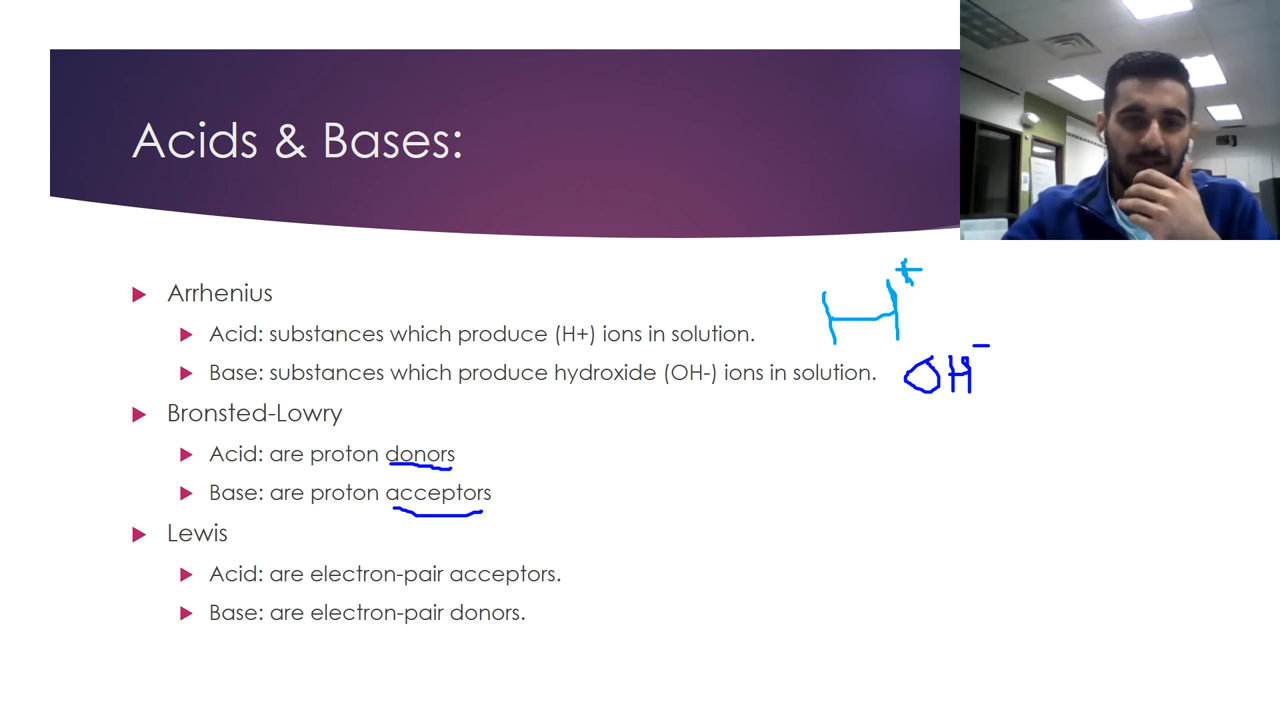 Acids & Bases:
Arrhenius
Acid: substances which produce (H+) ions in solution.
H+
Base: substances which produce hydroxide (OH-) ions in solution.
OH-
Bronsted-Lowry
Acid: are proton donors
Base: are proton acceptors
Lewis
Acid: are electron-pair acceptors.
Base: are electron-pair donors.